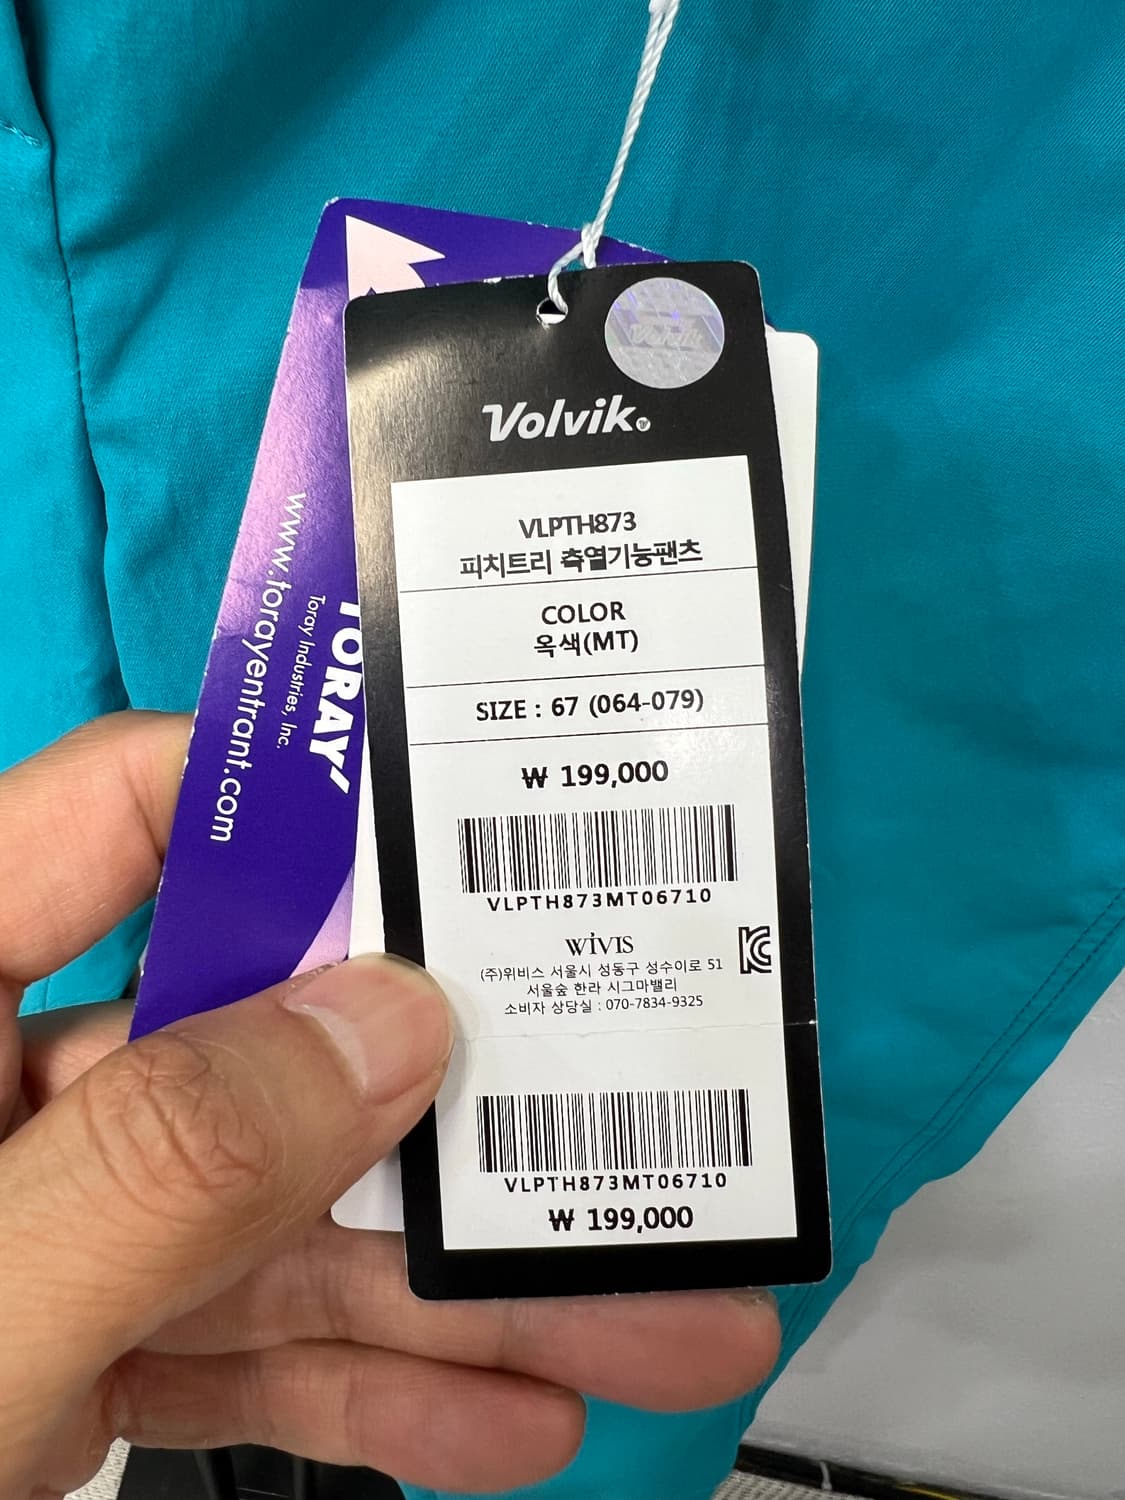 Volvik
VLPTH873
피치트리 축열기능팬츠
COLOR
옥색(MT)
SIZE : 67 (064-079)
₩ 199,000
VLPTH873MT06710
WIVIS
(주)위비스 서울시 성동구 성수이로 51
서울숲 한라 시그마밸리
소비자 상담실 : 070-7834-9325
VLPTH873MT06710
₩ 199,000
TORAY
Toray Industries, Inc.
www.torayentrant.com
Volvik